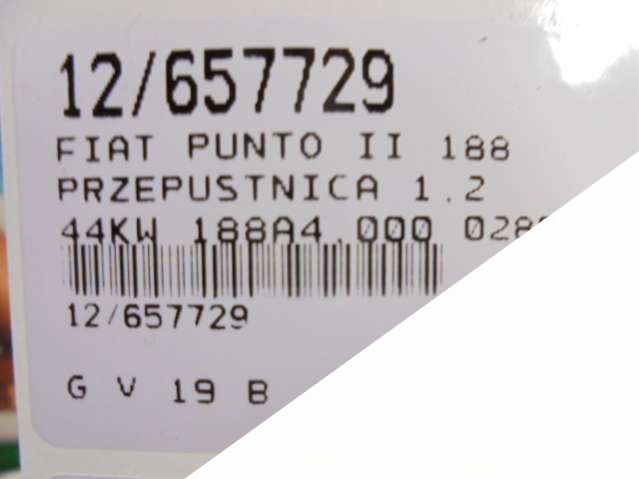 12/657729
FIAT PUNTO II 188
PRZEPUSTNICA 1.2
44KW 188A4.000
12/657729
G V 19 B